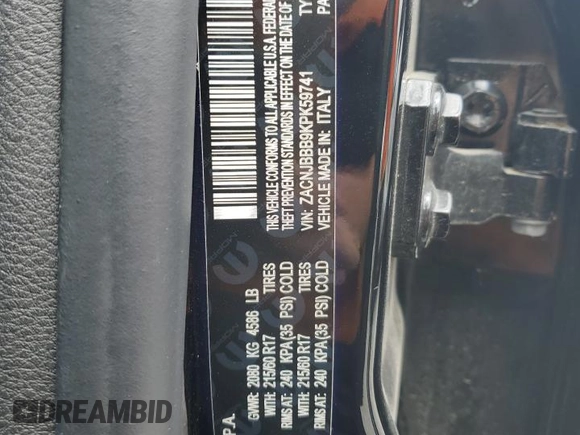 THIS VEHICLE CONFORMS TO ALL APPLICABLE U.S.A. FEDERAL
THEFT PREVENTION STANDARDS IN EFFECT ON THE DATE OF
VIN: ZACNJBBB9KPK59741 TY
VEHICLE MADE IN: ITALY PA
P.A.
GVWR: 2080 KG 4586 LB
WITH: 215/60 R17 TIRES
RIMS AT: 240 KPA(35 PSI) COLD
WITH: 215/60 R17 TIRES
RIMS AT: 240 KPA(35 PSI) COLD
DREAMBID